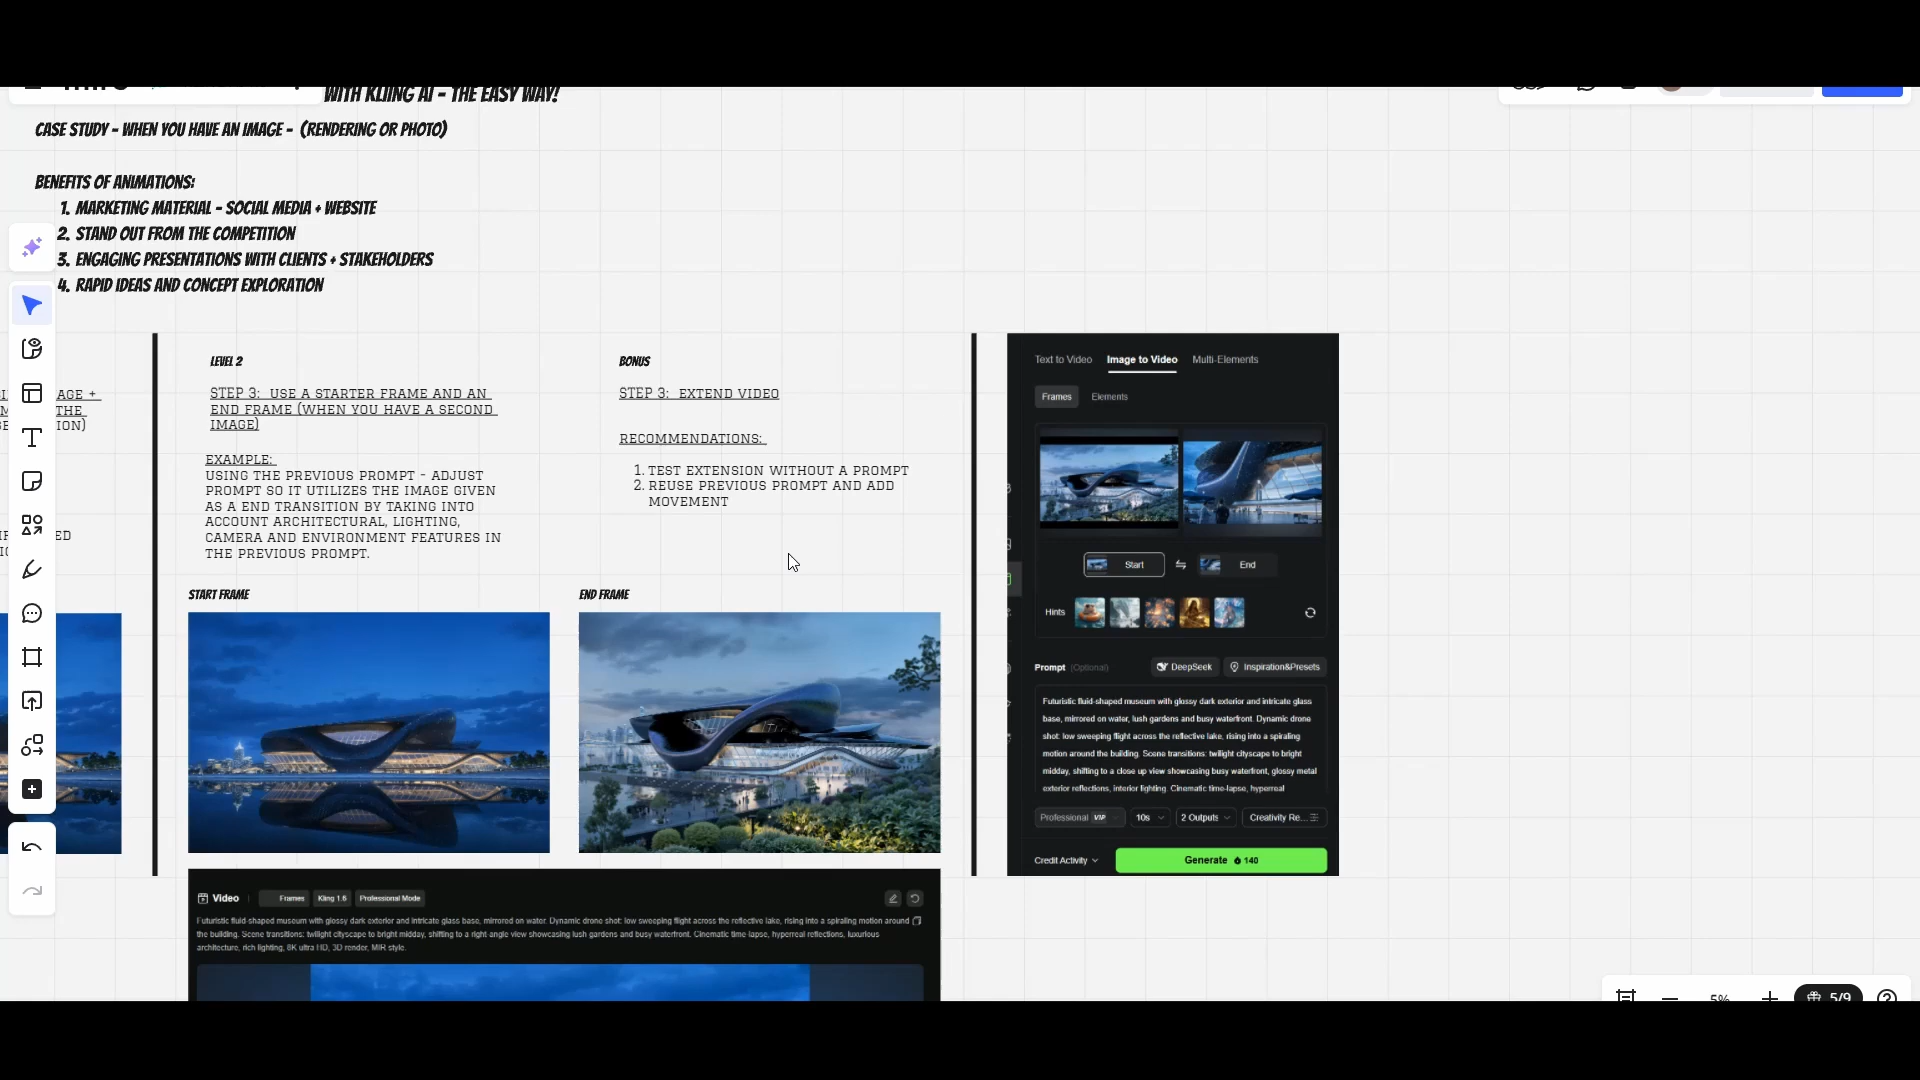 WITH KLIING AI - THE EASY WAY!
CASE STUDY - WHEN YOU HAVE AN IMAGE - (RENDERING OR PHOTO)
BENEFITS OF ANIMATIONS:
1. MARKETING MATERIAL - SOCIAL MEDIA + WEBSITE
2. STAND OUT FROM THE COMPETITION
3. ENGAGING PRESENTATIONS WITH CLIENTS + STAKEHOLDERS
4. RAPID IDEAS AND CONCEPT EXPLORATION
AGE +
THE
LEVEL 2
STEP 3: USE A STARTER FRAME AND AN
END FRAME (WHEN YOU HAVE A SECOND
IMAGE)
EXAMPLE:
USING THE PREVIOUS PROMPT - ADJUST
PROMPT SO IT UTILIZES THE IMAGE GIVEN
AS A END TRANSITION BY TAKING INTO
ACCOUNT ARCHITECTURAL, LIGHTING,
CAMERA AND ENVIRONMENT FEATURES IN
THE PREVIOUS PROMPT.
START FRAME
BONUS
STEP 3: EXTEND VIDEO
RECOMMENDATIONS:
1. TEST EXTENSION WITHOUT A PROMPT
2. REUSE PREVIOUS PROMPT AND ADD
MOVEMENT
END FRAME
Video
Frames
Kling 1.6
Professional Mode
Futuristic fluid-shaped museum with glossy dark exterior and intricate glass base, mirrored on water. Dynamic drone shot: low sweeping flight across the reflective lake, rising into a spiraling motion around
the building. Scene transitions: twilight cityscape to bright midday, shifting to a right-angle view showcasing lush gardens and busy waterfront. Cinematic time-lapse, hyperreal reflections, luxurious
architecture, rich lighting, 8K ultra HD, 3D render, MIR style.
Text to Video Image to Video Multi-Elements
Frames Elements
Start End
Hints
Prompt (Optional) DeepSeek Inspiration&Presets
Futuristic fluid-shaped museum with glossy dark exterior and intricate glass
base, mirrored on water, lush gardens and busy waterfront. Dynamic drone
shot: low sweeping flight across the reflective lake, rising into a spiraling
motion around the building. Scene transitions: twilight cityscape to bright
midday, shifting to a close up view showcasing busy waterfront, glossy metal
exterior reflections, interior lighting. Cinematic time-lapse, hyperreal
Professional VIP 10s 2 Outputs Creativity Re...
Credit Activity Generate 140
5%
5/9